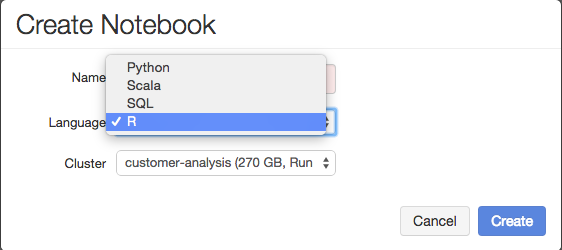 Create Notebook
Name
Python
Scala
SQL
Language
✓ R
Cluster
customer-analysis (270 GB, Run
Cancel
Create